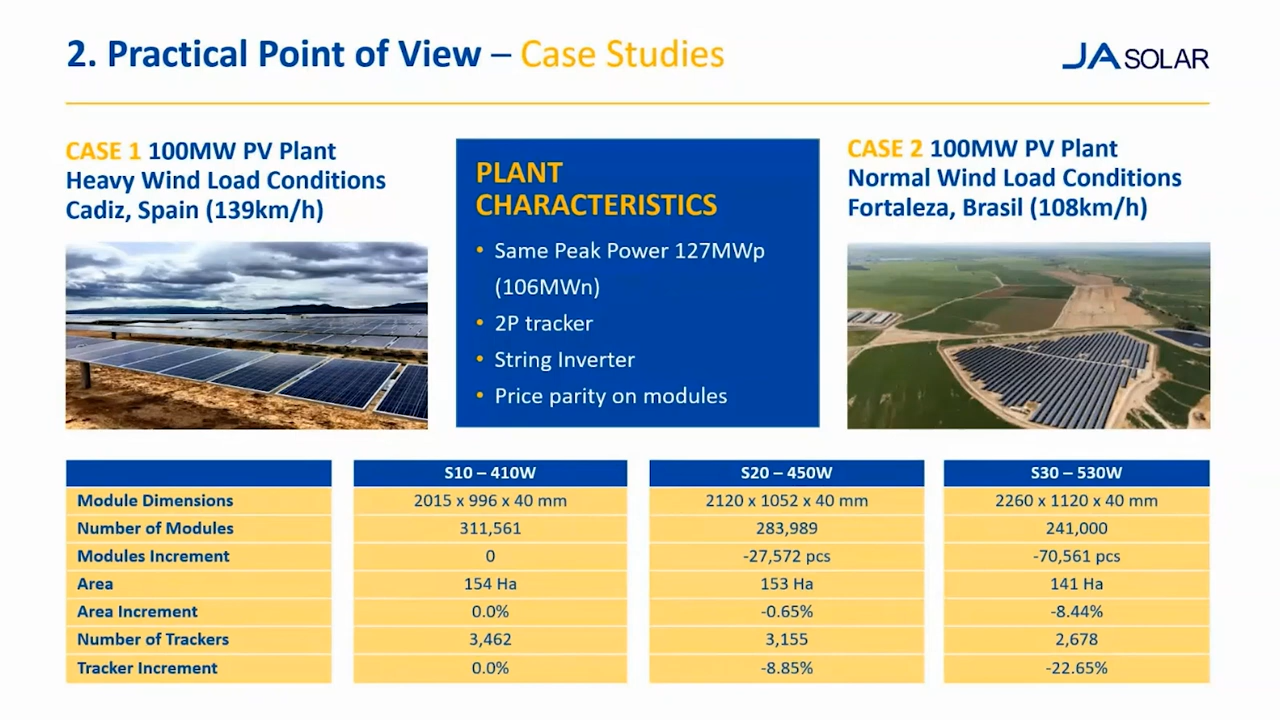 2. Practical Point of View – Case Studies
JA SOLAR
CASE 1 100MW PV Plant
Heavy Wind Load Conditions
Cadiz, Spain (139km/h)
PLANT
CHARACTERISTICS
• Same Peak Power 127MWp
(106MWn)
• 2P tracker
• String Inverter
• Price parity on modules
CASE 2 100MW PV Plant
Normal Wind Load Conditions
Fortaleza, Brasil (108km/h)
S10 – 410W S20 – 450W S30 – 530W
Module Dimensions 2015 x 996 x 40 mm 2120 x 1052 x 40 mm 2260 x 1120 x 40 mm
Number of Modules 311,561 283,989 241,000
Modules Increment 0 -27,572 pcs -70,561 pcs
Area 154 Ha 153 Ha 141 Ha
Area Increment 0.0% -0.65% -8.44%
Number of Trackers 3,462 3,155 2,678
Tracker Increment 0.0% -8.85% -22.65%